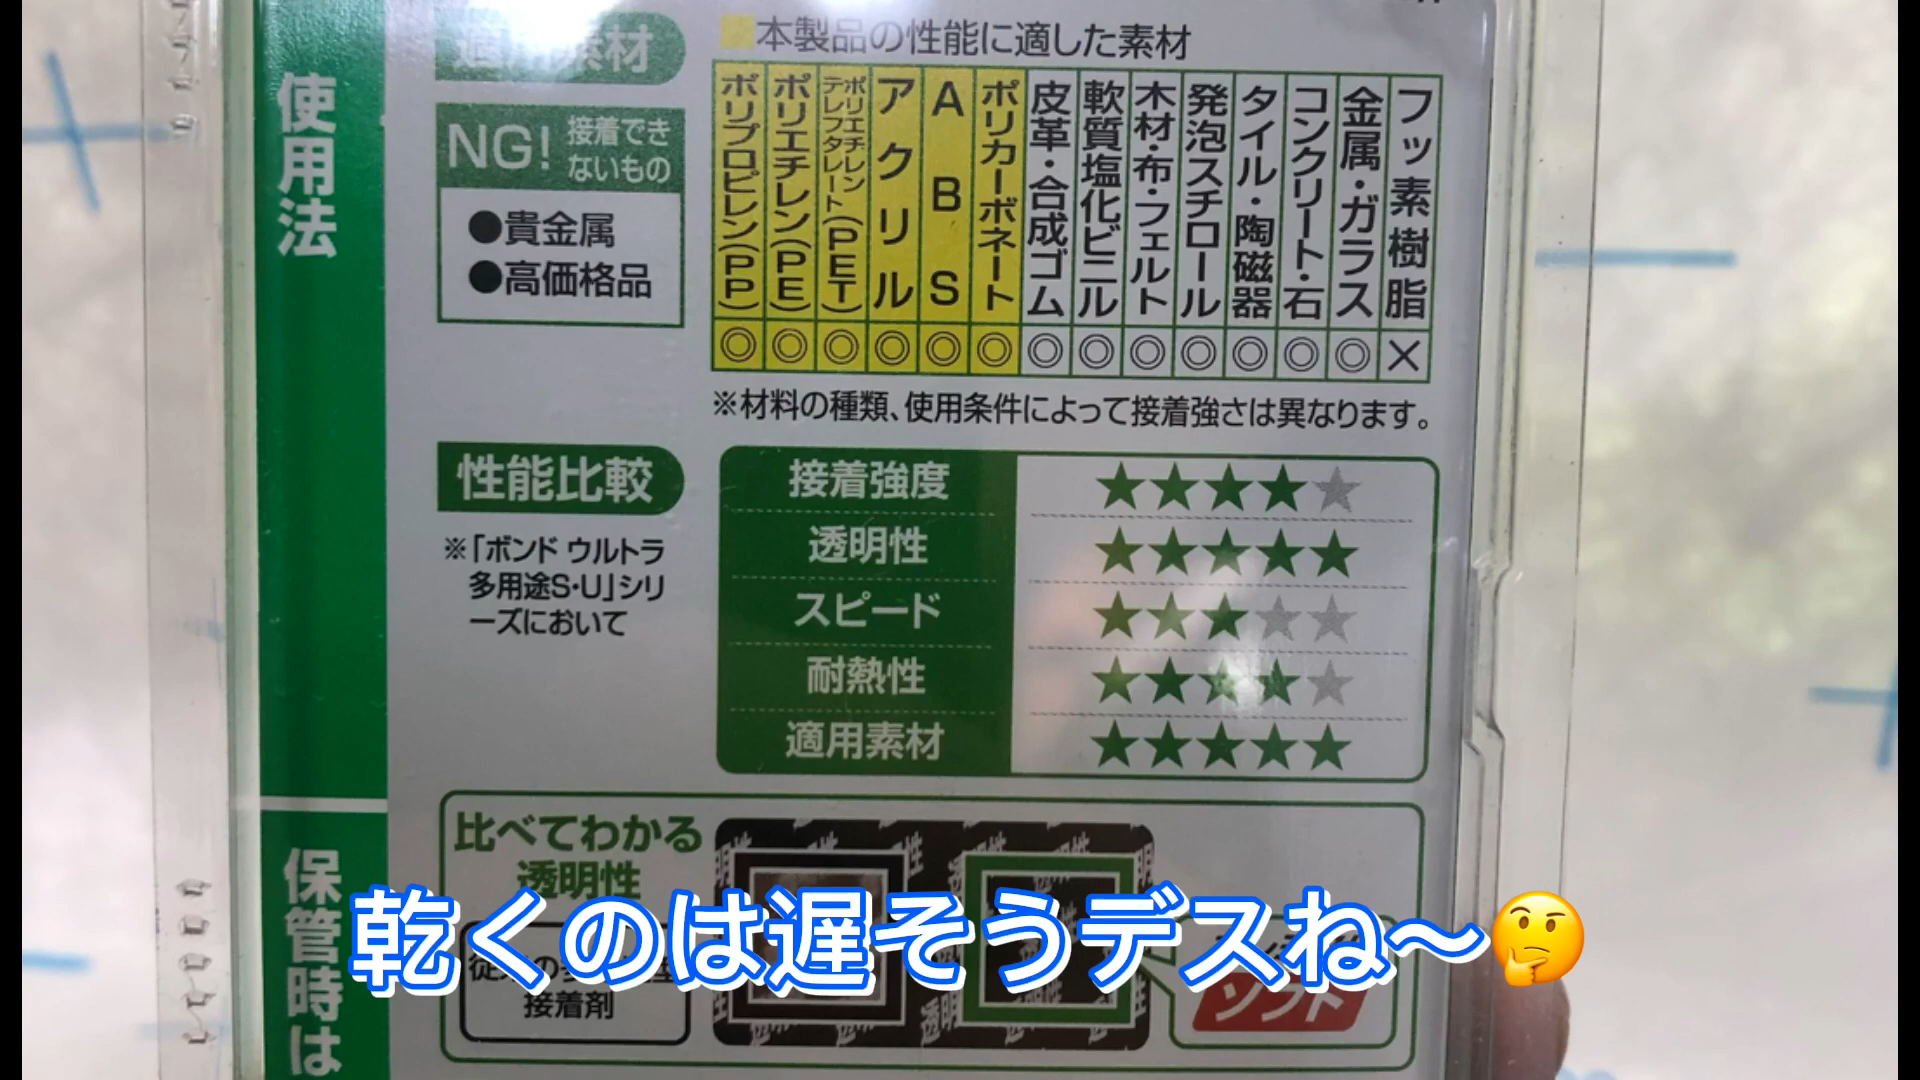 使用法
適用素材
■本製品の性能に適した素材
NG! 接着でき
ないもの
●貴金属
●高価格品
ポリプロピレン(PP)
ポリエチレン(PE)
ポリエチレン
テレフタレート(PET)
アクリル
ABS
ポリカーボネート
皮革・合成ゴム
軟質塩化ビニル
木材・布・フェルト
発泡スチロール
タイル・陶磁器
コンクリート・石
金属・ガラス
フッ素樹脂
◎ ◎ ◎ ◎ ◎ ◎ ◎ ◎ ◎ ◎ ◎ ◎ ◎ ×
※材料の種類、使用条件によって接着強さは異なります。
性能比較
※「ボンド ウルトラ
多用途S・U」シリ
ーズにおいて
接着強度 ★★★★★
透明性 ★★★★★
スピード ★★★★★
耐熱性 ★★★★★
適用素材 ★★★★★
保管時は
比べてわかる
透明性
接着剤
ソフト
乾くのは遅そうデスね〜🤔